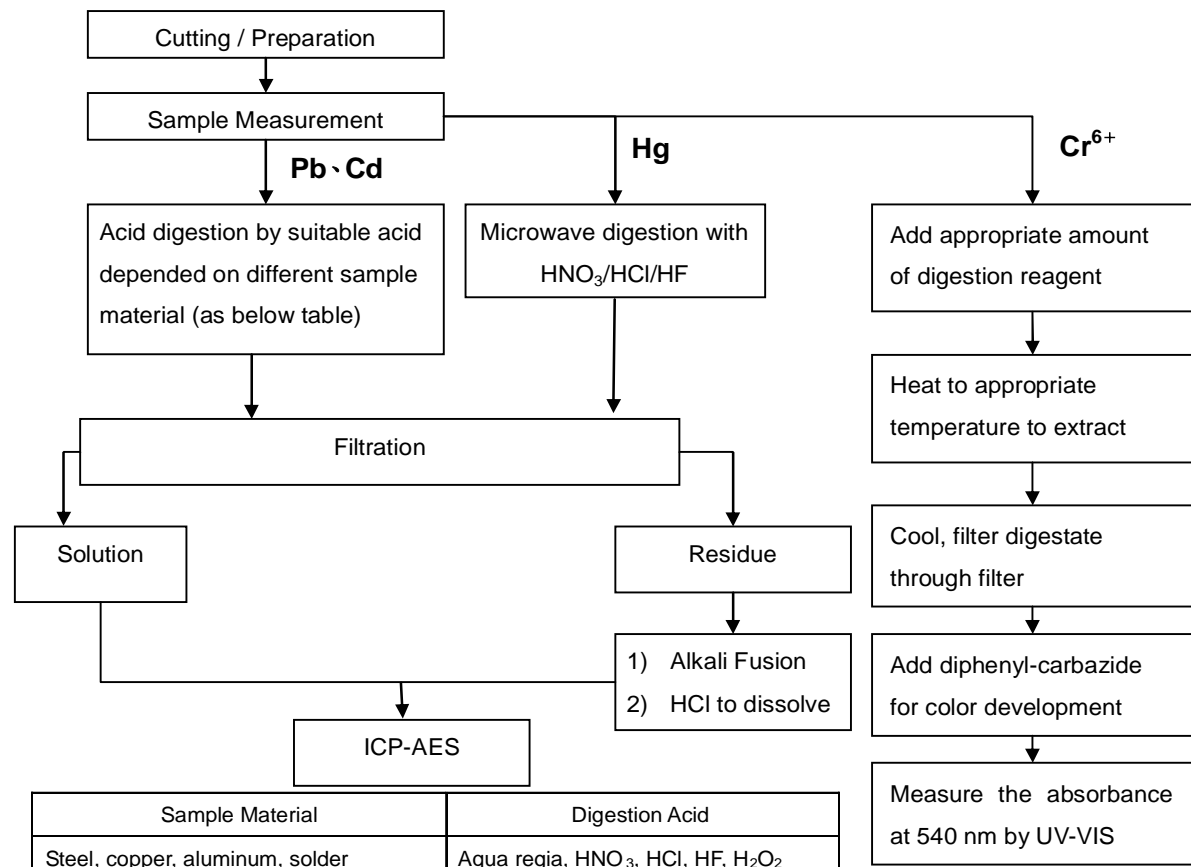 Cutting / Preparation
Sample Measurement
Pb、Cd
Hg
Cr⁶⁺
Acid digestion by suitable acid
depended on different sample
material (as below table)
Microwave digestion with
HNO₃/HCl/HF
Add appropriate amount
of digestion reagent
Heat to appropriate
temperature to extract
Filtration
Solution
Residue
Cool, filter digestate
through filter
1) Alkali Fusion
2) HCl to dissolve
Add diphenyl-carbazide
for color development
ICP-AES
Measure the absorbance
at 540 nm by UV-VIS
Sample Material
Digestion Acid
Steel, copper, aluminum, solder
Aqua regia, HNO₃, HCl, HF, H₂O₂